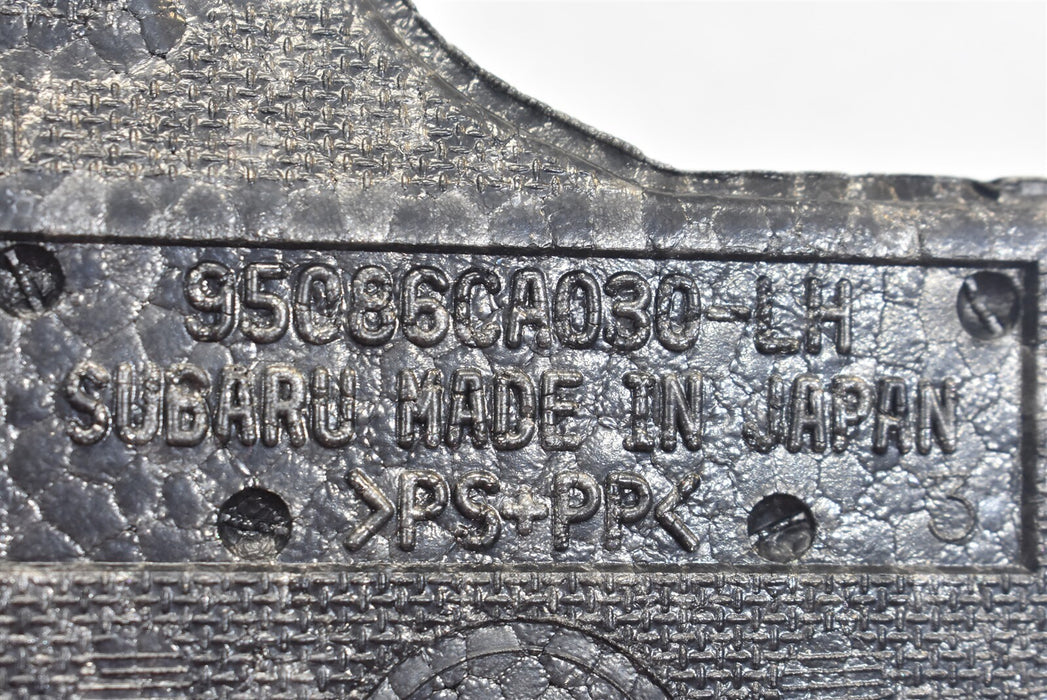 95086CA030-LH
SUBARU MADE IN JAPAN
>PS+PP<
3